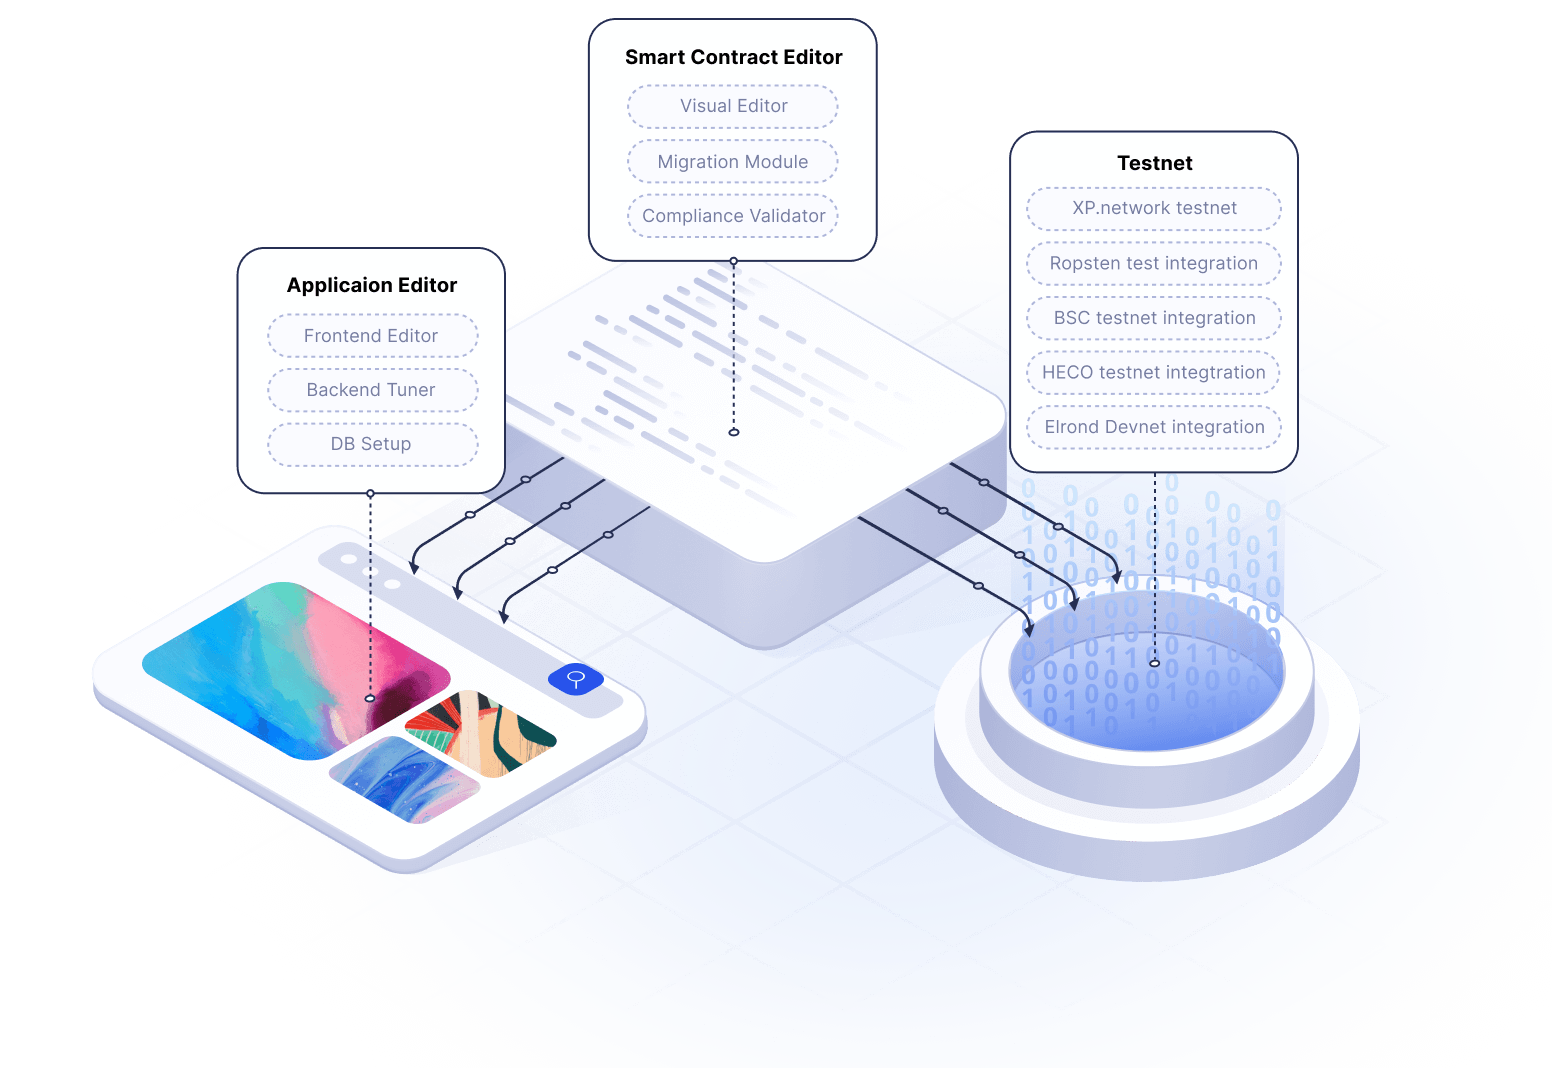 Smart Contract Editor
Visual Editor
Migration Module
Compliance Validator
Testnet
XP.network testnet
Ropsten test integration
BSC testnet integration
HECO testnet integtration
Elrond Devnet integration
Applicaion Editor
Frontend Editor
Backend Tuner
DB Setup